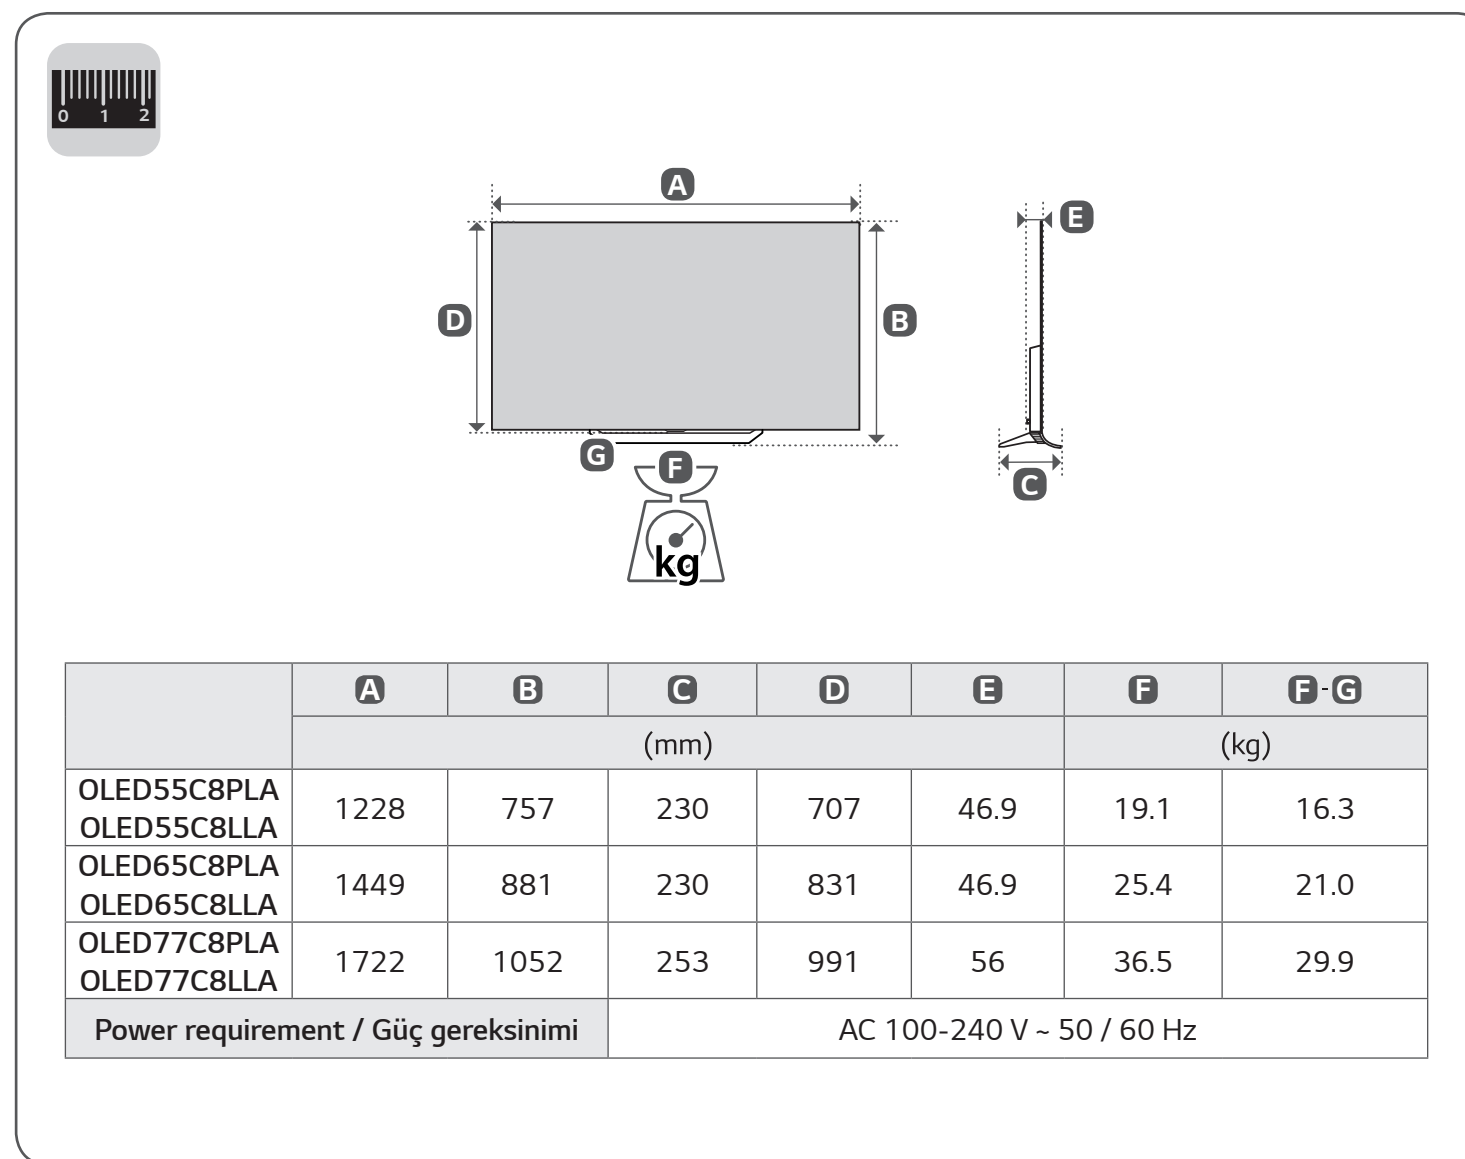 0 1 2
A
E
D
B
G
F
C
kg
A B C D E F F-G
(mm) (kg)
OLED55C8PLA
OLED55C8LLA
1228 757 230 707 46.9 19.1 16.3
OLED65C8PLA
OLED65C8LLA
1449 881 230 831 46.9 25.4 21.0
OLED77C8PLA
OLED77C8LLA
1722 1052 253 991 56 36.5 29.9
Power requirement / Güç gereksinimi AC 100-240 V ~ 50 / 60 Hz